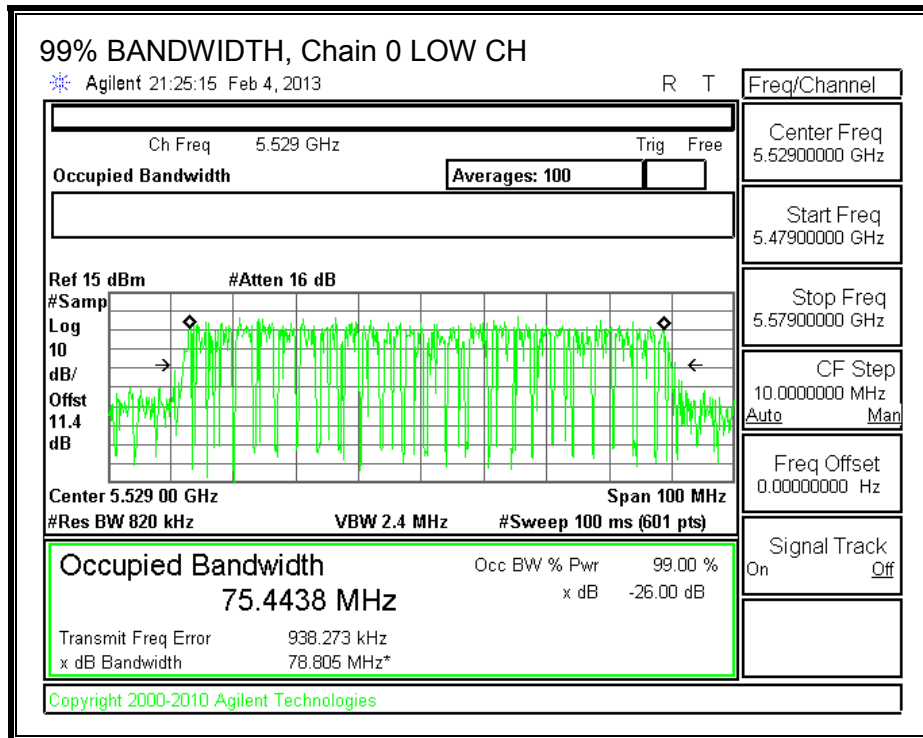 99% BANDWIDTH, Chain 0 LOW CH
Agilent 21:25:15 Feb 4, 2013 R T
Freq/Channel
Ch Freq 5.529 GHz Trig Free
Occupied Bandwidth Averages: 100
Center Freq
5.52900000 GHz
Start Freq
5.47900000 GHz
Stop Freq
5.57900000 GHz
CF Step
10.0000000 MHz
Auto Man
Freq Offset
0.00000000 Hz
Signal Track
On Off
Ref 15 dBm #Atten 16 dB
#Samp
Log
10
dB/
Offst
11.4
dB
Center 5.529 00 GHz Span 100 MHz
#Res BW 820 kHz VBW 2.4 MHz #Sweep 100 ms (601 pts)
Occupied Bandwidth Occ BW % Pwr 99.00 %
75.4438 MHz x dB -26.00 dB
Transmit Freq Error 938.273 kHz
x dB Bandwidth 78.805 MHz*
Copyright 2000-2010 Agilent Technologies